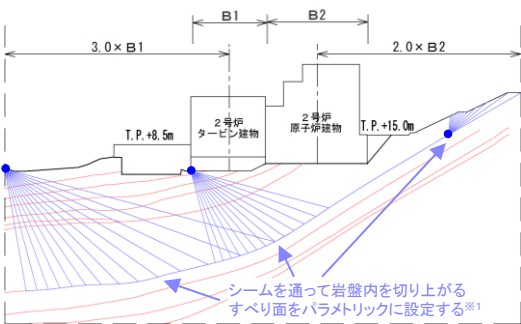 B1
B2
3.0×B1
2.0×B2
2号炉
タービン建物
2号炉
原子炉建物
T.P.+8.5m
T.P.+15.0m
シームを通って岩盤内を切り上がる
すべり面をパラメトリックに設定する※1